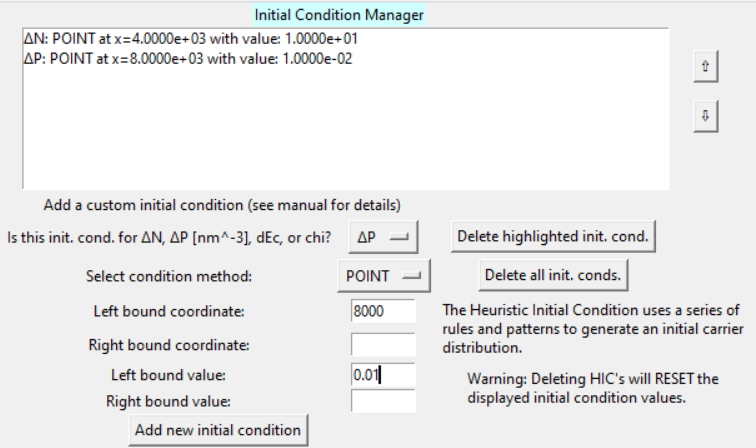 Initial Condition Manager
ΔN: POINT at x=4.0000e+03 with value: 1.0000e+01
ΔP: POINT at x=8.0000e+03 with value: 1.0000e-02
⇧
⇩
Add a custom initial condition (see manual for details)
Is this init. cond. for ΔN, ΔP [nm^-3], dEc, or chi? ΔP Delete highlighted init. cond.
Select condition method: POINT Delete all init. conds.
Left bound coordinate: 8000
Right bound coordinate:
Left bound value: 0.01
Right bound value:
Add new initial condition
The Heuristic Initial Condition uses a series of
rules and patterns to generate an initial carrier
distribution.
Warning: Deleting HIC's will RESET the
displayed initial condition values.